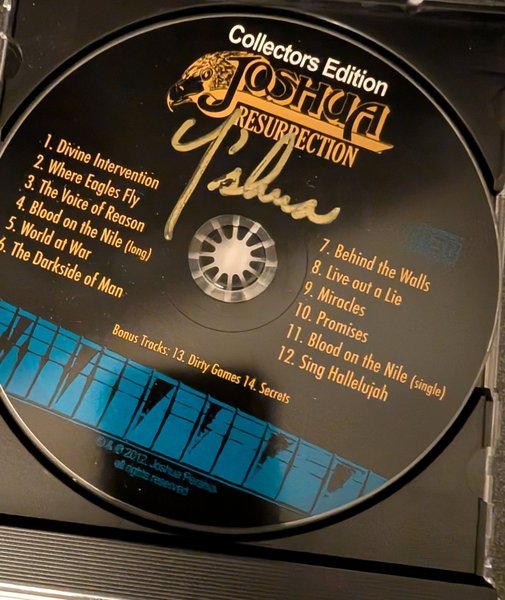 Collectors Edition
JOSHUA
RESURRECTION
Joshua
1. Divine Intervention
2. Where Eagles Fly
3. The Voice of Reason
4. Blood on the Nile (long)
5. World at War
6. The Darkside of Man
7. Behind the Walls
8. Live out a Lie
9. Miracles
10. Promises
11. Blood on the Nile (single)
12. Sing Hallelujah
Bonus Tracks: 13. Dirty Games 14. Secrets
© & ℗ 2012, Joshua Perahia
all rights reserved